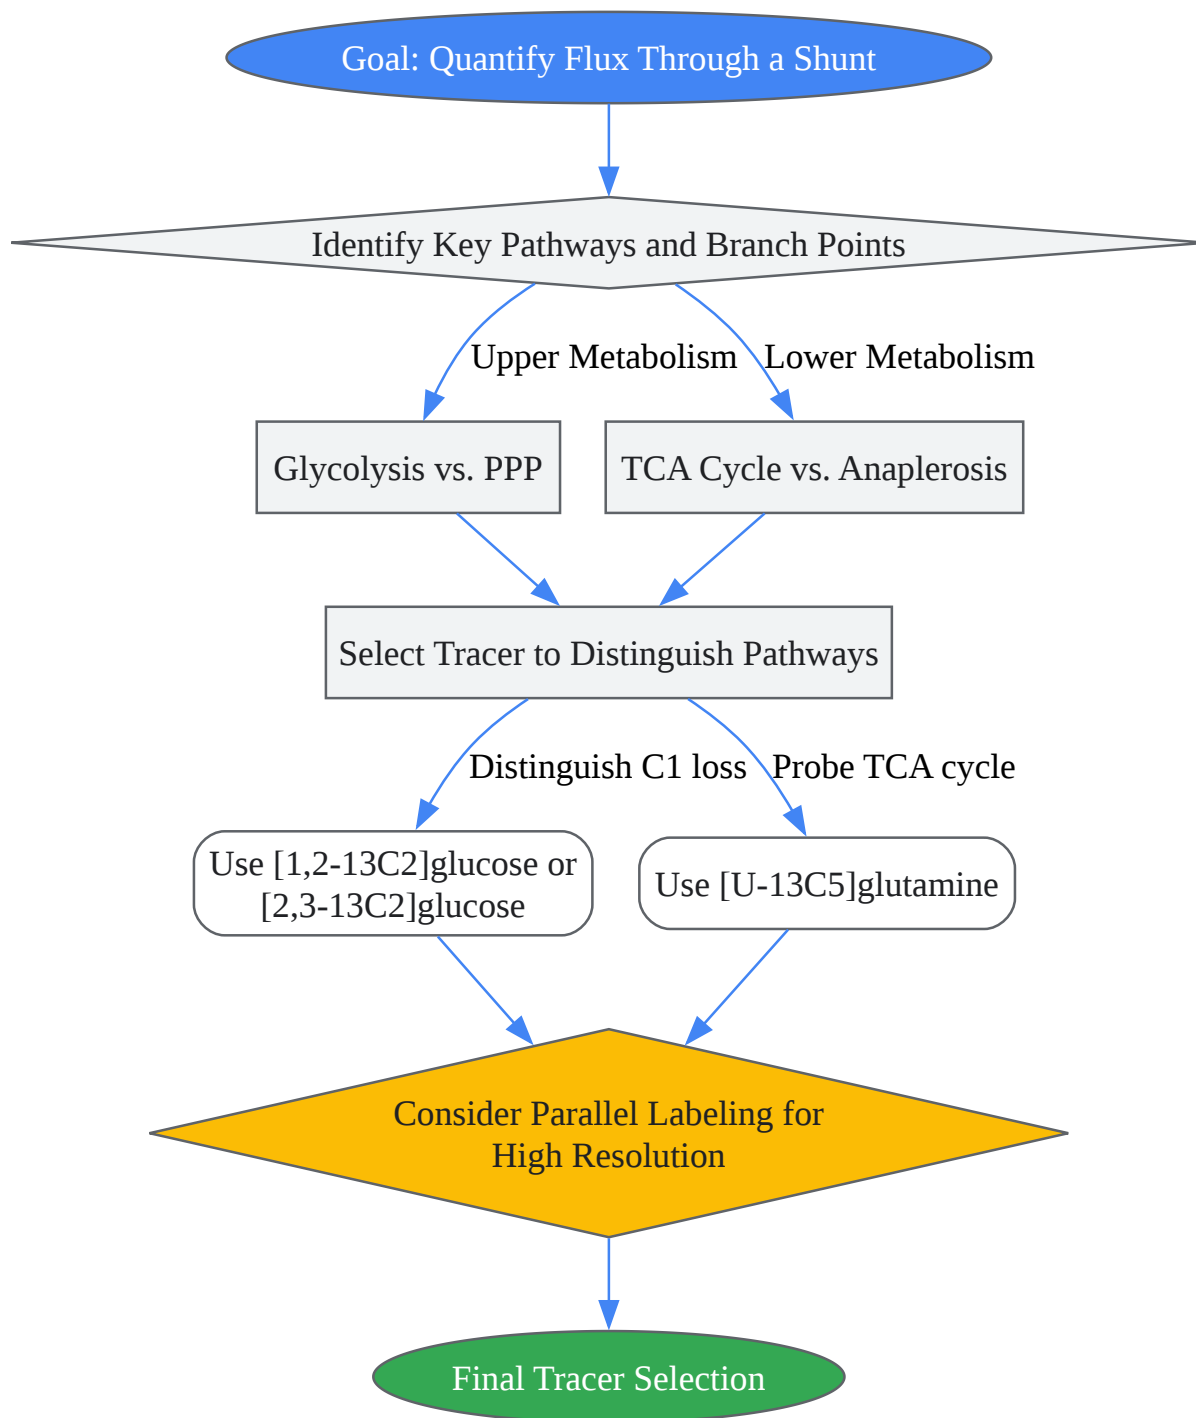 Goal: Quantify Flux Through a Shunt
Identify Key Pathways and Branch Points
Upper Metabolism
Lower Metabolism
Glycolysis vs. PPP
TCA Cycle vs. Anaplerosis
Select Tracer to Distinguish Pathways
Distinguish C1 loss
Probe TCA cycle
Use [1,2-13C2]glucose or
[2,3-13C2]glucose
Use [U-13C5]glutamine
Consider Parallel Labeling for
High Resolution
Final Tracer Selection